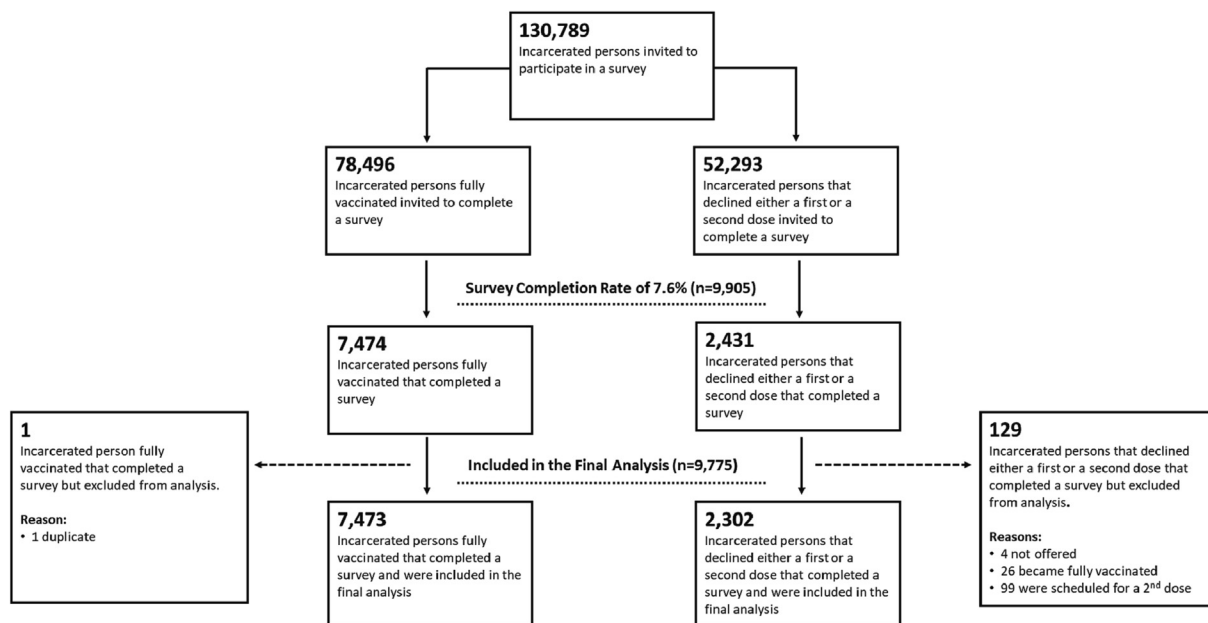 130,789
Incarcerated persons invited to
participate in a survey
78,496
Incarcerated persons fully
vaccinated invited to complete
a survey
52,293
Incarcerated persons that
declined either a first or a
second dose invited to
complete a survey
Survey Completion Rate of 7.6% (n=9,905)
7,474
Incarcerated persons fully
vaccinated that completed a
survey
2,431
Incarcerated persons that
declined either a first or a
second dose that completed a
survey
1
Incarcerated person fully
vaccinated that completed a
survey but excluded from analysis.
Reason:
• 1 duplicate
Included in the Final Analysis (n=9,775)
129
Incarcerated persons that declined
either a first or a second dose that
completed a survey but excluded
from analysis.
Reasons:
• 4 not offered
• 26 became fully vaccinated
• 99 were scheduled for a 2nd dose
7,473
Incarcerated persons fully
vaccinated that completed a
survey and were included in the
final analysis
2,302
Incarcerated persons that
declined either a first or a
second dose that completed a
survey and were included in the
final analysis